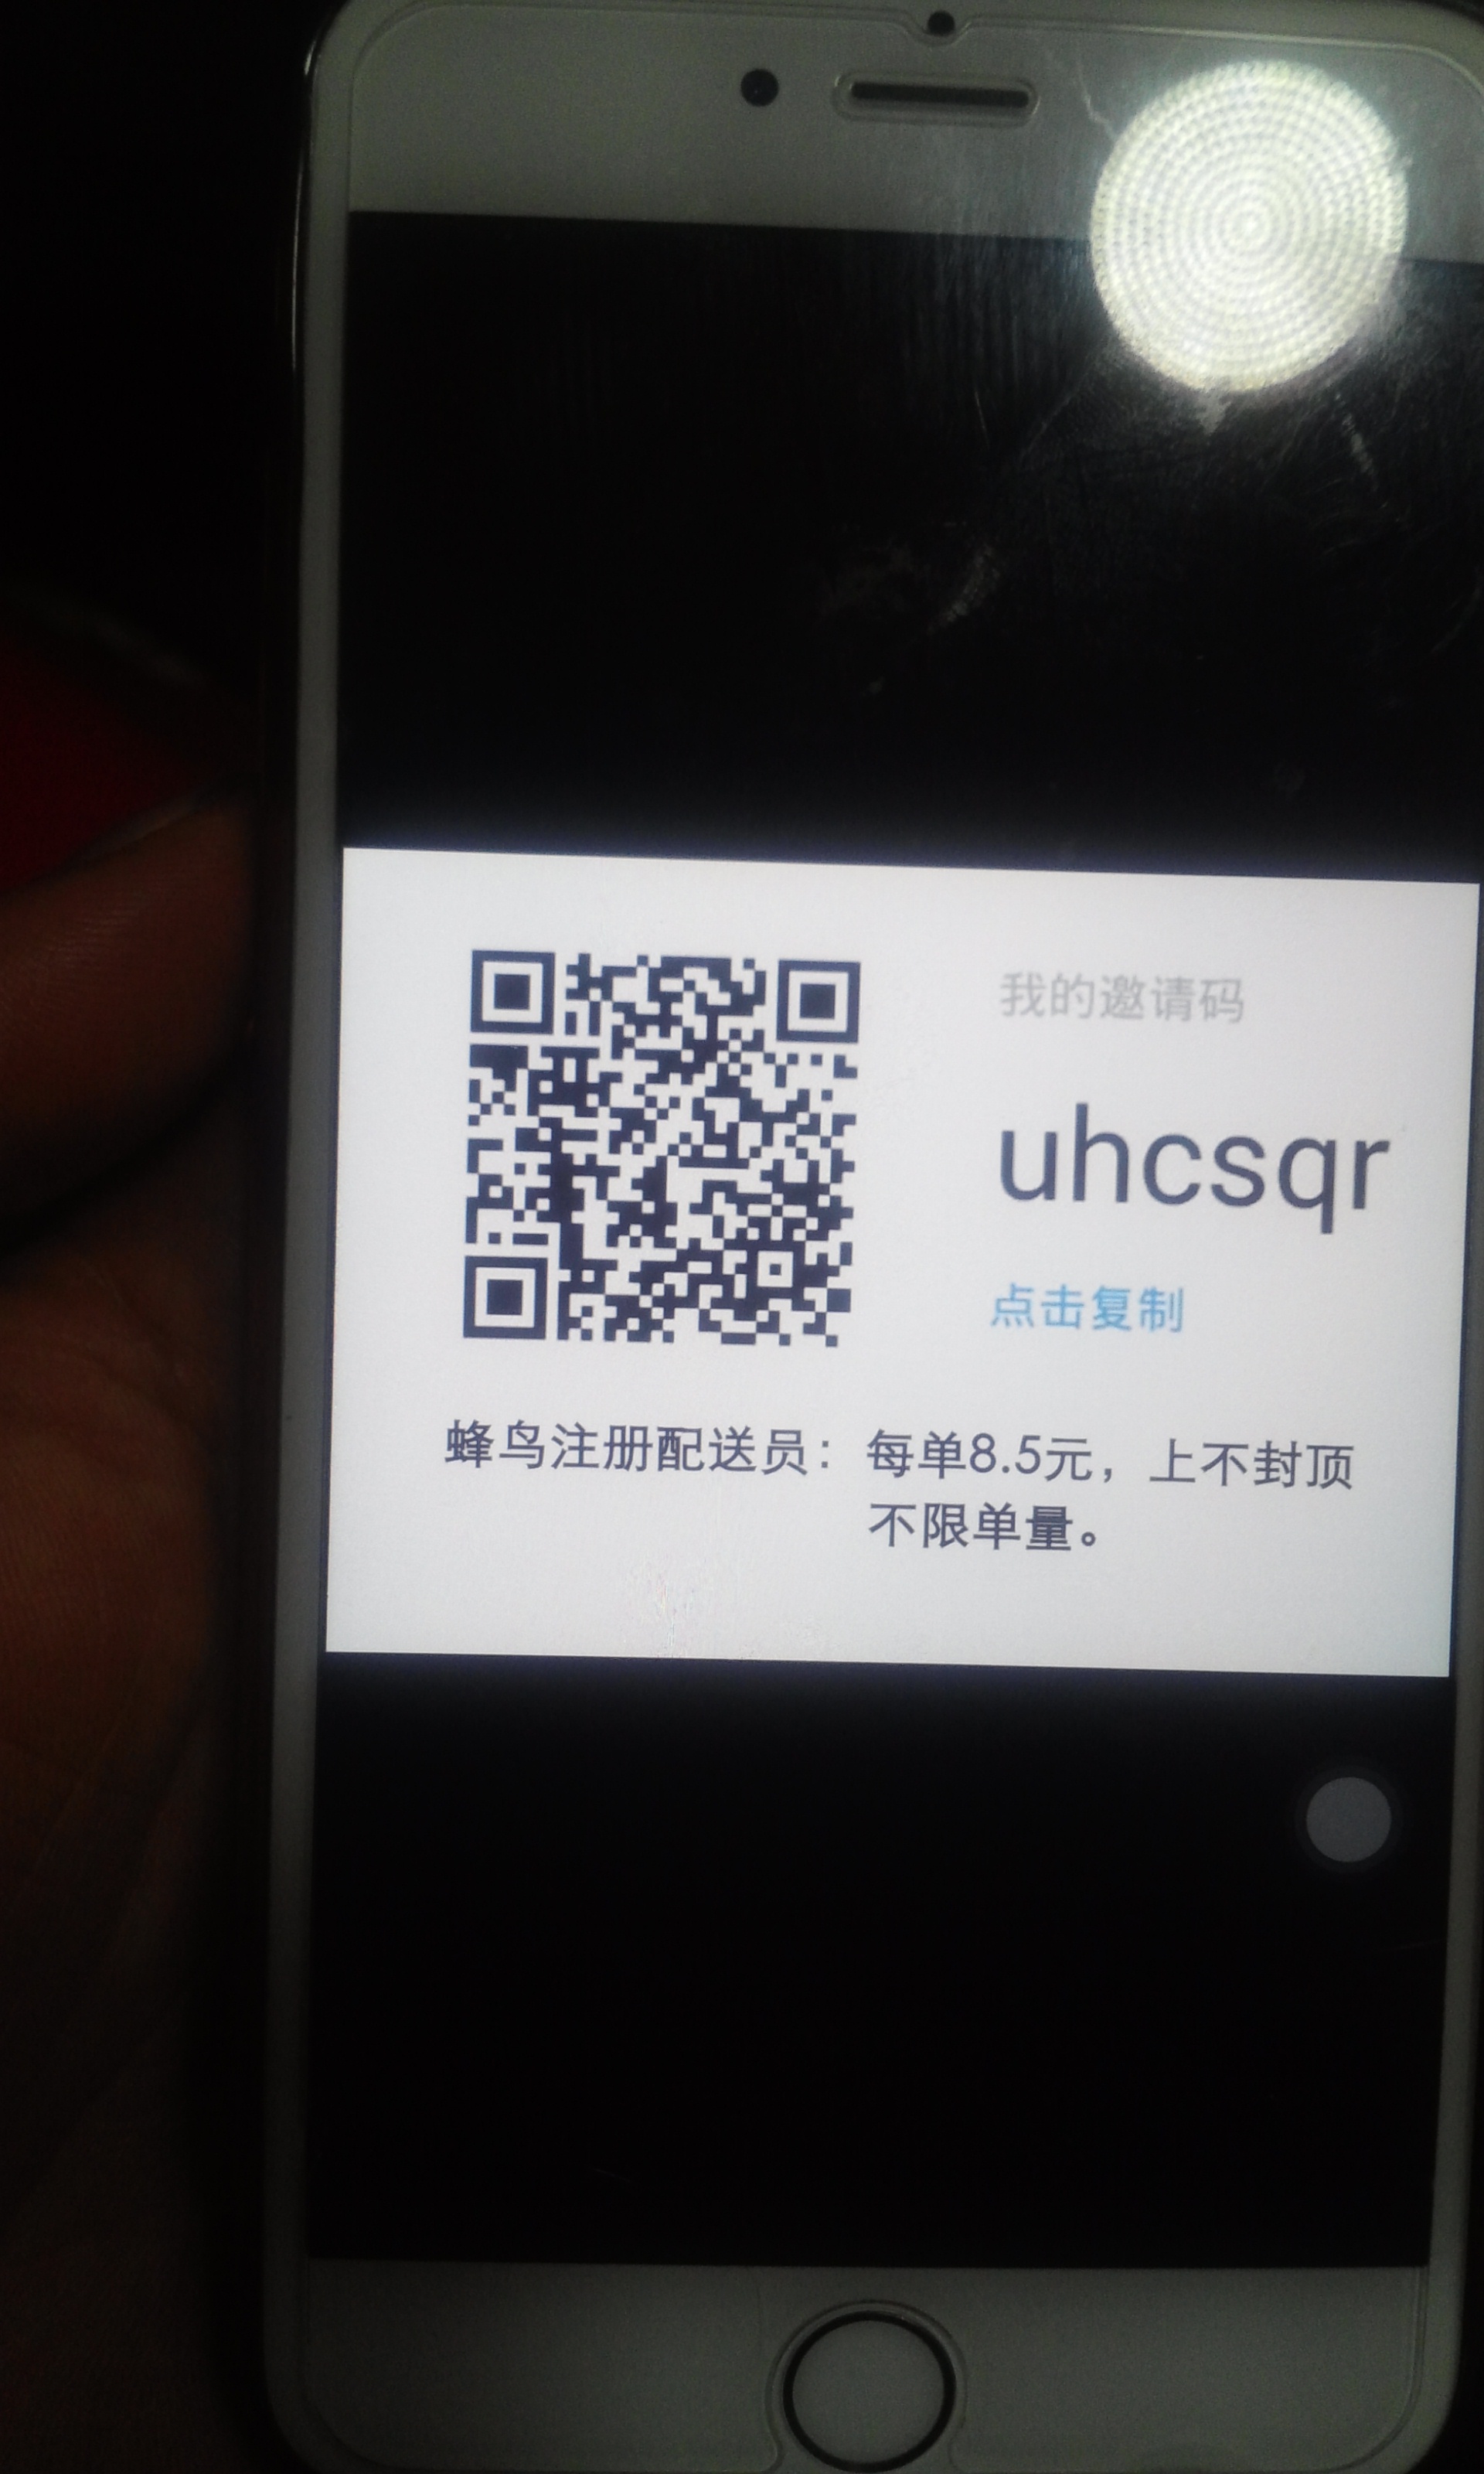 我的邀请码
uhcsqr
点击复制
蜂鸟注册配送员：每单8.5元，上不封顶
不限单量。